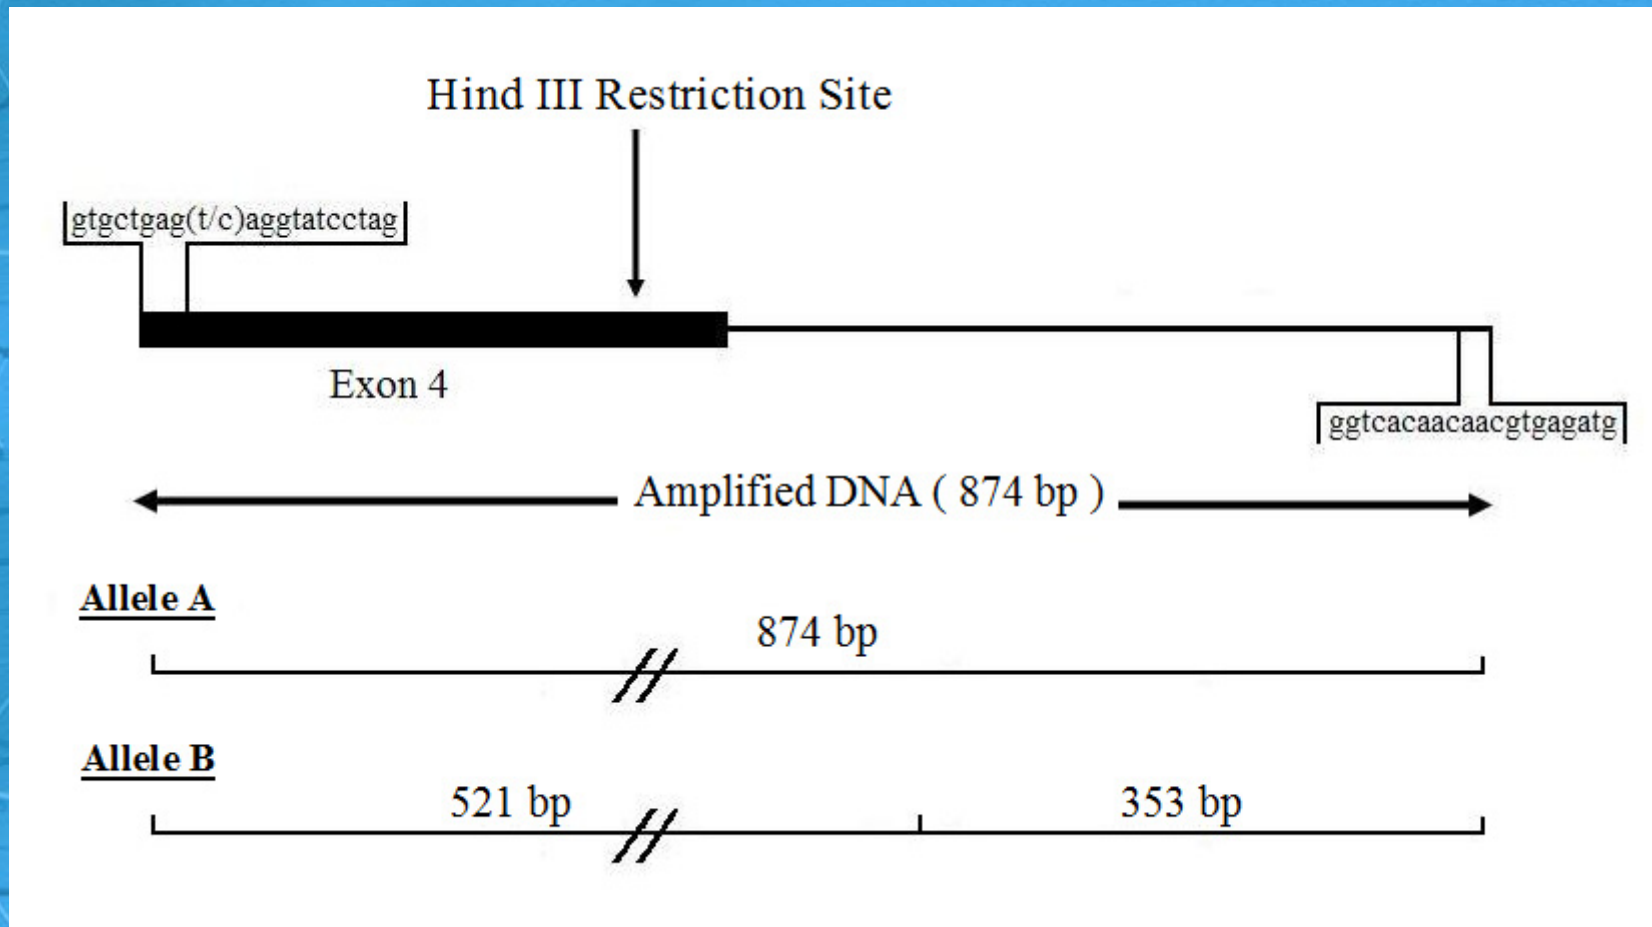 Hind III Restriction Site
gtgctgag(t/c)aggtatcctag
Exon 4
ggtcacaacaacgtgagatg
Amplified DNA ( 874 bp )
Allele A
874 bp
Allele B
521 bp
353 bp